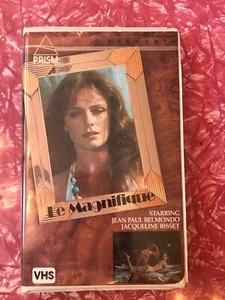 PRISM
Le Magnifique
STARRING
JEAN PAUL BELMONDO
JACQUELINE BISSET
VHS